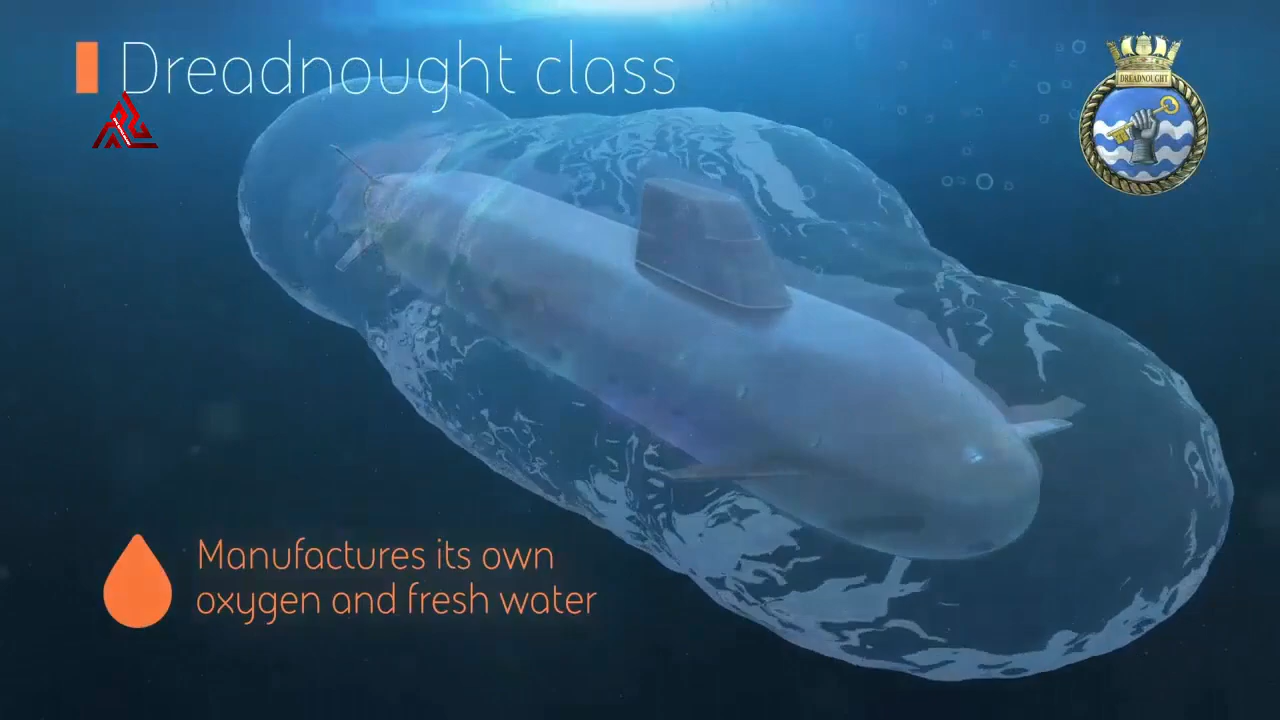 Dreadnought class
DREADNOUGHT
Manufactures its own
oxygen and fresh water